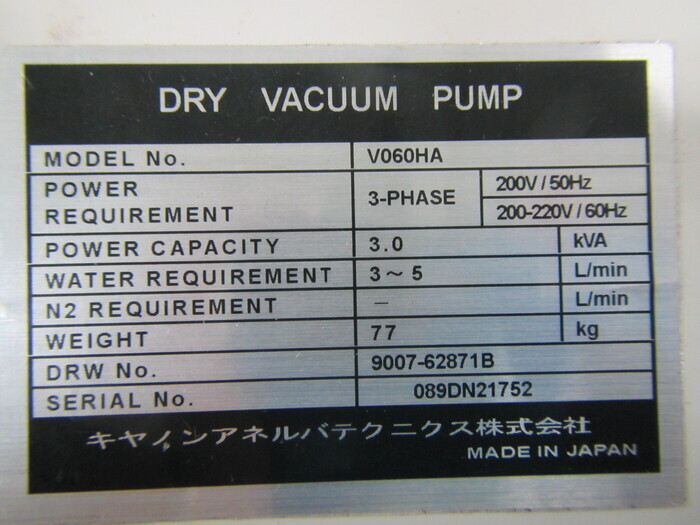 DRY VACUUM PUMP
MODEL No. V060HA
POWER REQUIREMENT 3-PHASE 200V / 50Hz
200-220V / 60Hz
POWER CAPACITY 3.0 kVA
WATER REQUIREMENT 3～5 L/min
N2 REQUIREMENT – L/min
WEIGHT 77 kg
DRW No. 9007-62871B
SERIAL No. 089DN21752
キヤノンアネルバテクニクス株式会社
MADE IN JAPAN